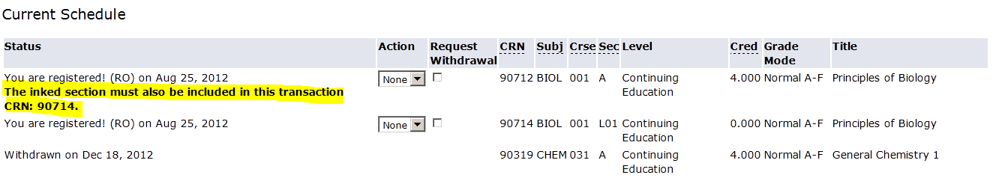 Current Schedule
Status Action Request Withdrawal CRN Subj Crse Sec Level Cred Grade Mode Title
You are registered! (RO) on Aug 25, 2012 None 90712 BIOL 001 A Continuing Education 4.000 Normal A-F Principles of Biology
The inked section must also be included in this transaction
CRN: 90714.
You are registered! (RO) on Aug 25, 2012 None 90714 BIOL 001 L01 Continuing Education 0.000 Normal A-F Principles of Biology
Withdrawn on Dec 18, 2012 90319 CHEM 031 A Continuing Education 4.000 Normal A-F General Chemistry 1